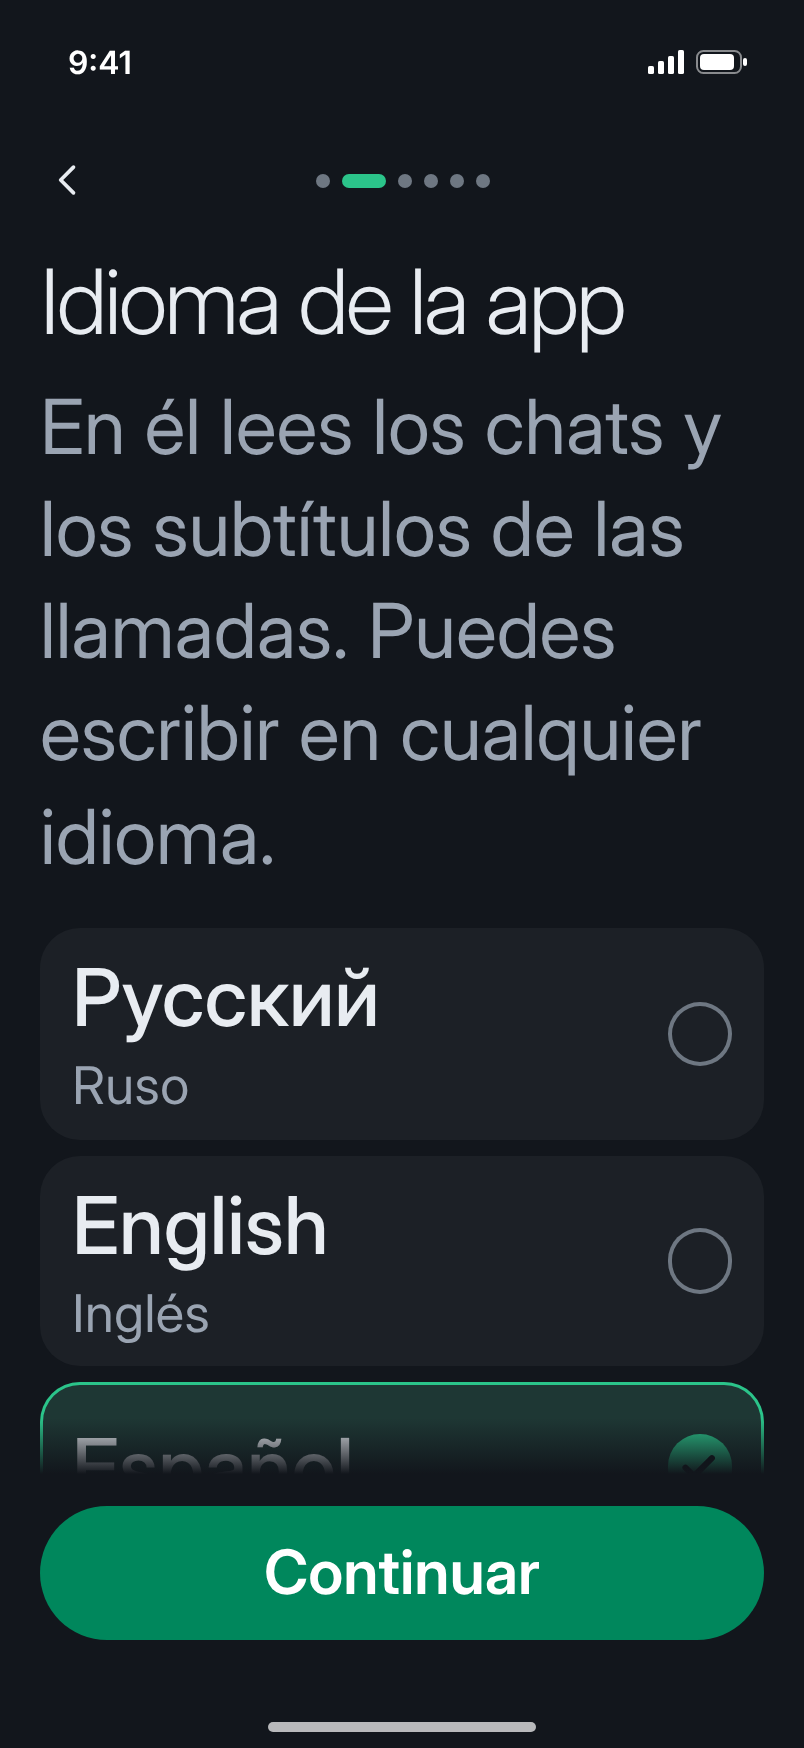 9:41
Idioma de la app
En él lees los chats y
los subtítulos de las
llamadas. Puedes
escribir en cualquier
idioma.
Русский
Ruso
English
Inglés
Español
Continuar